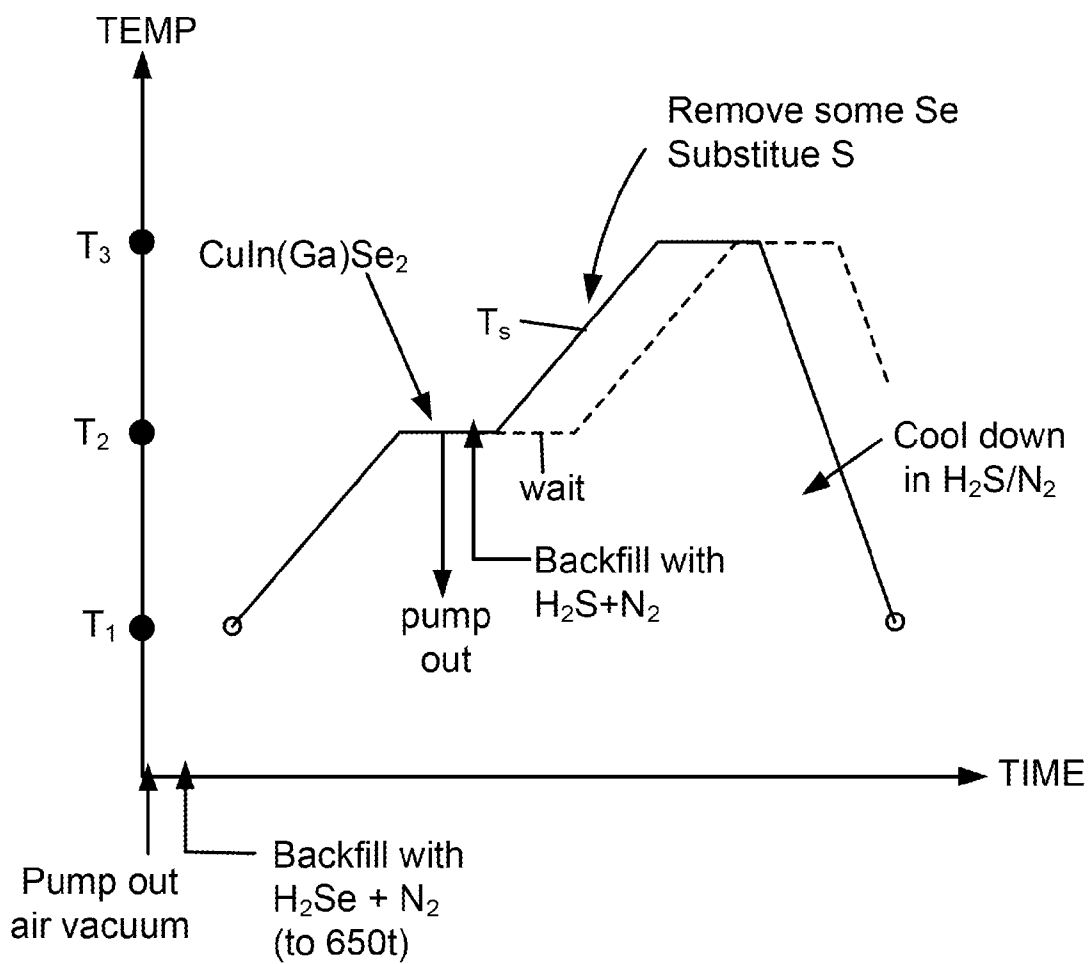 TEMP
Remove some Se
Substitue S
T₃
CuIn(Ga)Se₂
Tₛ
T₂
wait
Cool down
in H₂S/N₂
Backfill with
H₂S+N₂
pump
out
T₁
TIME
Backfill with
H₂Se + N₂
(to 650t)
Pump out
air vacuum